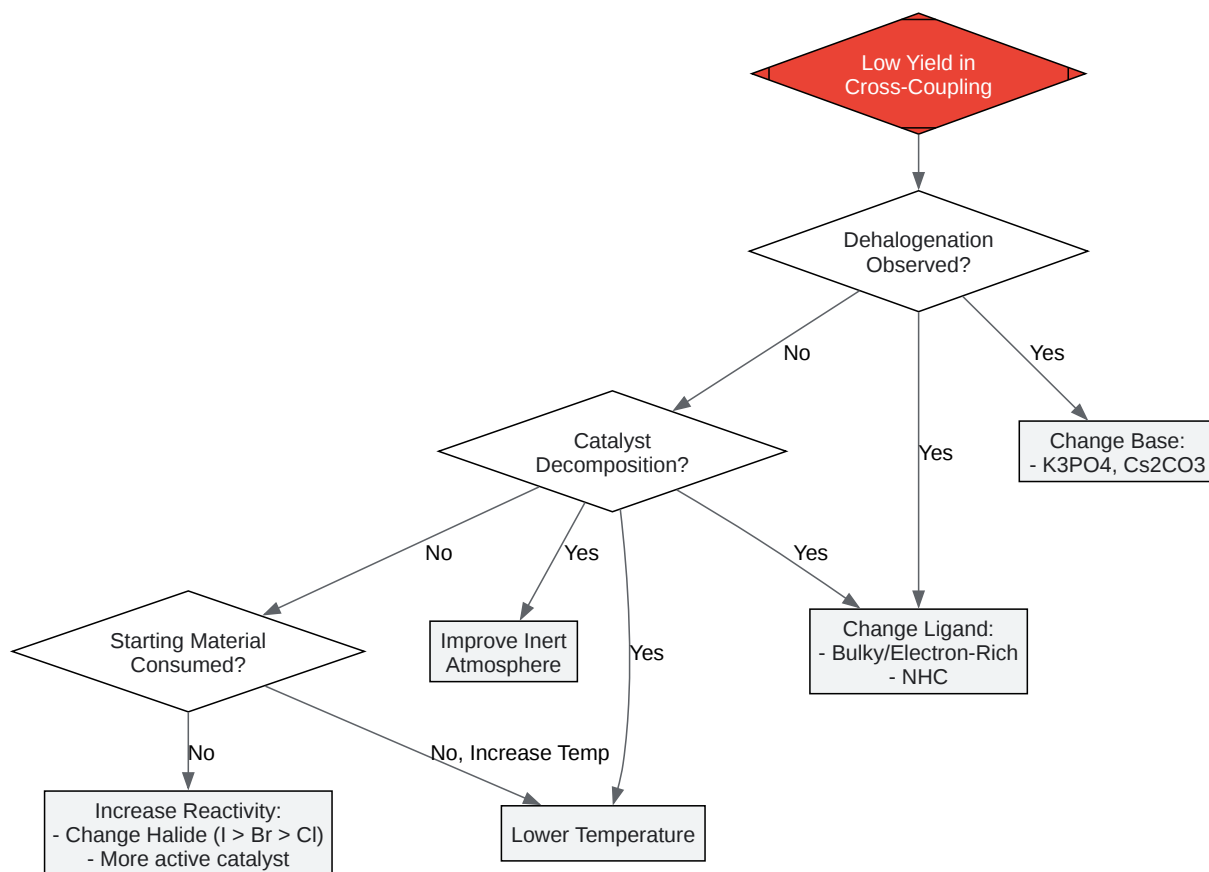 Low Yield in
Cross-Coupling
Dehalogenation
Observed?
No
Yes
Yes
Change Base:
- K3PO4, Cs2CO3
Catalyst
Decomposition?
No
Yes
Yes
Yes
Starting Material
Consumed?
Improve Inert
Atmosphere
Change Ligand:
- Bulky/Electron-Rich
- NHC
No
No, Increase Temp
Increase Reactivity:
- Change Halide (I > Br > Cl)
- More active catalyst
Lower Temperature